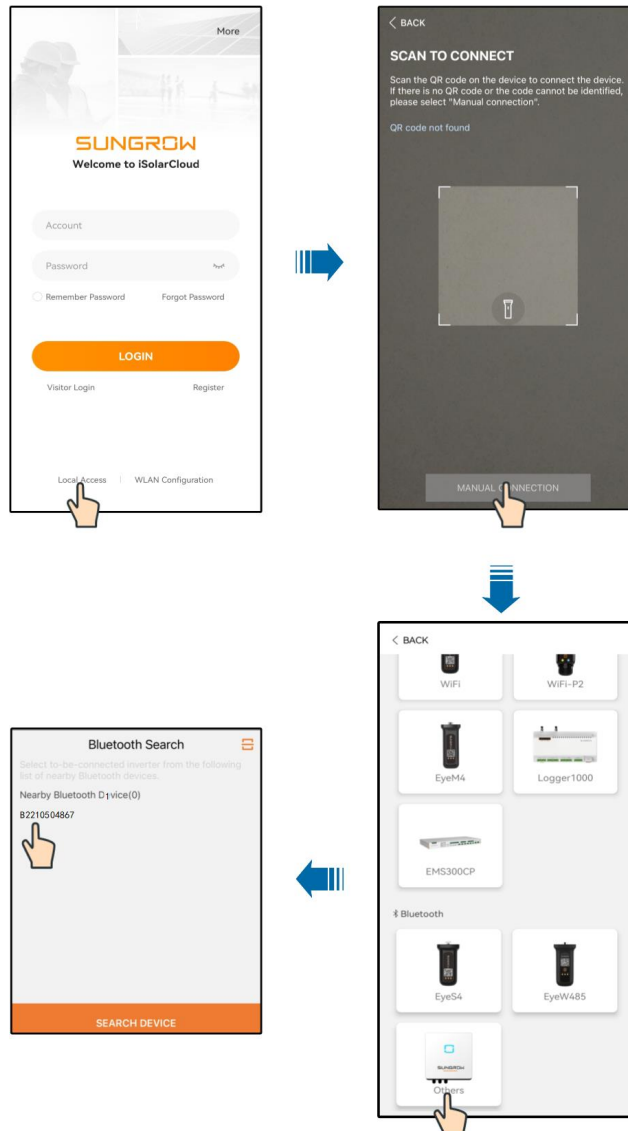 More
SUNGROW
Welcome to iSolarCloud
Account
Password
Remember Password Forgot Password
LOGIN
Visitor Login Register
Local Access | WLAN Configuration
< BACK
SCAN TO CONNECT
Scan the QR code on the device to connect the device.
If there is no QR code or the code cannot be identified,
please select "Manual connection".
QR code not found
MANUAL CONNECTION
< BACK
WiFi WiFi-P2
EyeM4 Logger1000
EMS300CP
Bluetooth
EyeS4 EyeW485
SUNGROW
Others
Bluetooth Search
Select to-be-connected inverter from the following
list of nearby Bluetooth devices.
Nearby Bluetooth D1vice(0)
B2210504867
SEARCH DEVICE